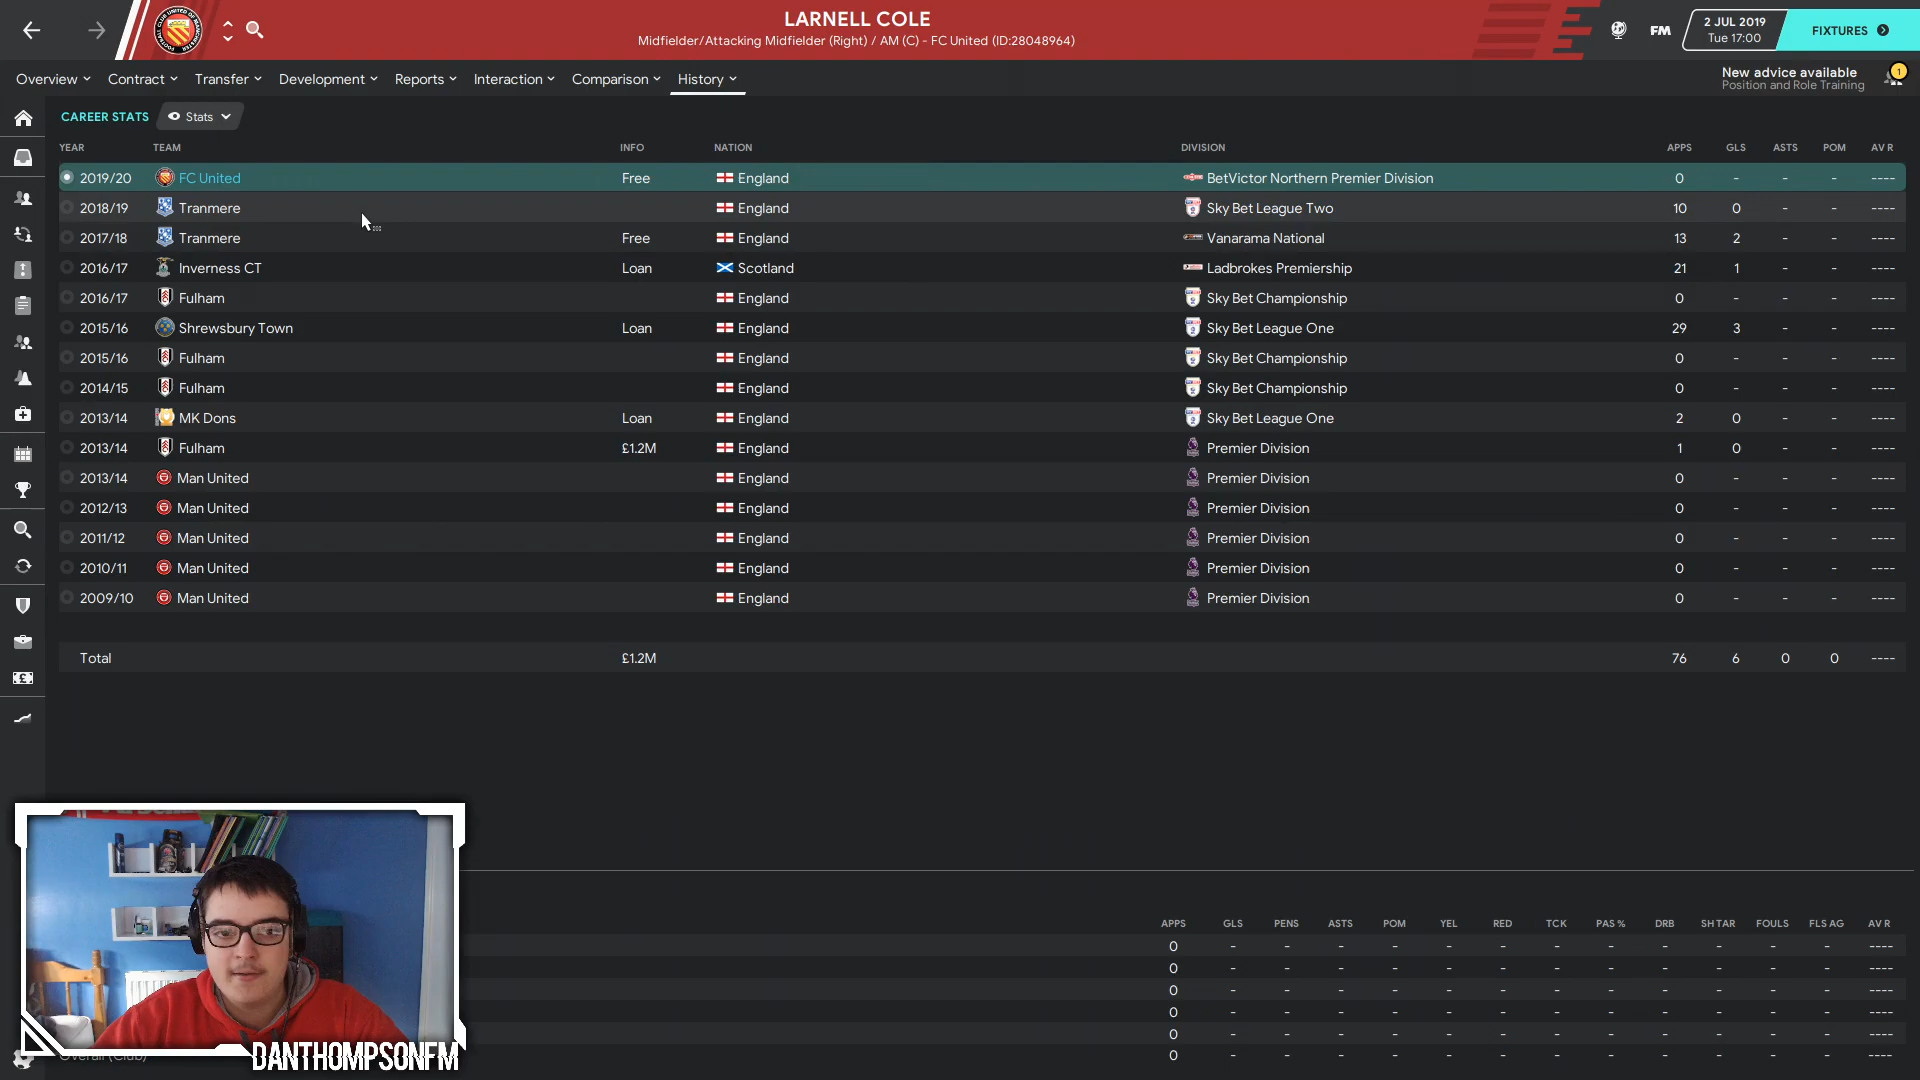 LARNELL COLE
Midfielder/Attacking Midfielder (Right) / AM (C) - FC United (ID:28048964)
FM
2 JUL 2019
Tue 17:00
FIXTURES
Overview Contract Transfer Development Reports Interaction Comparison History
New advice available
Position and Role Training
1
CAREER STATS Stats
YEAR TEAM INFO NATION DIVISION APPS GLS ASTS POM AV R
2019/20 FC United Free England BetVictor Northern Premier Division 0 - - - ----
2018/19 Tranmere England Sky Bet League Two 10 0 - - ----
2017/18 Tranmere Free England Vanarama National 13 2 - - ----
2016/17 Inverness CT Loan Scotland Ladbrokes Premiership 21 1 - - ----
2016/17 Fulham England Sky Bet Championship 0 - - - ----
2015/16 Shrewsbury Town Loan England Sky Bet League One 29 3 - - ----
2015/16 Fulham England Sky Bet Championship 0 - - - ----
2014/15 Fulham England Sky Bet Championship 0 - - - ----
2013/14 MK Dons Loan England Sky Bet League One 2 0 - - ----
2013/14 Fulham £1.2M England Premier Division 1 0 - - ----
2013/14 Man United England Premier Division 0 - - - ----
2012/13 Man United England Premier Division 0 - - - ----
2011/12 Man United England Premier Division 0 - - - ----
2010/11 Man United England Premier Division 0 - - - ----
2009/10 Man United England Premier Division 0 - - - ----
Total £1.2M 76 6 0 0 ----
APPS GLS PENS ASTS POM YEL RED TCK PAS % DRB SH TAR FOULS FLS AG AV R
0 - - - - - - - - - - - - ----
0 - - - - - - - - - - - - ----
0 - - - - - - - - - - - - ----
0 - - - - - - - - - - - - ----
0 - - - - - - - - - - - - ----
Overall (Club) 0 - - - - - - - - - - - - ----
DANTHOMPSONFM